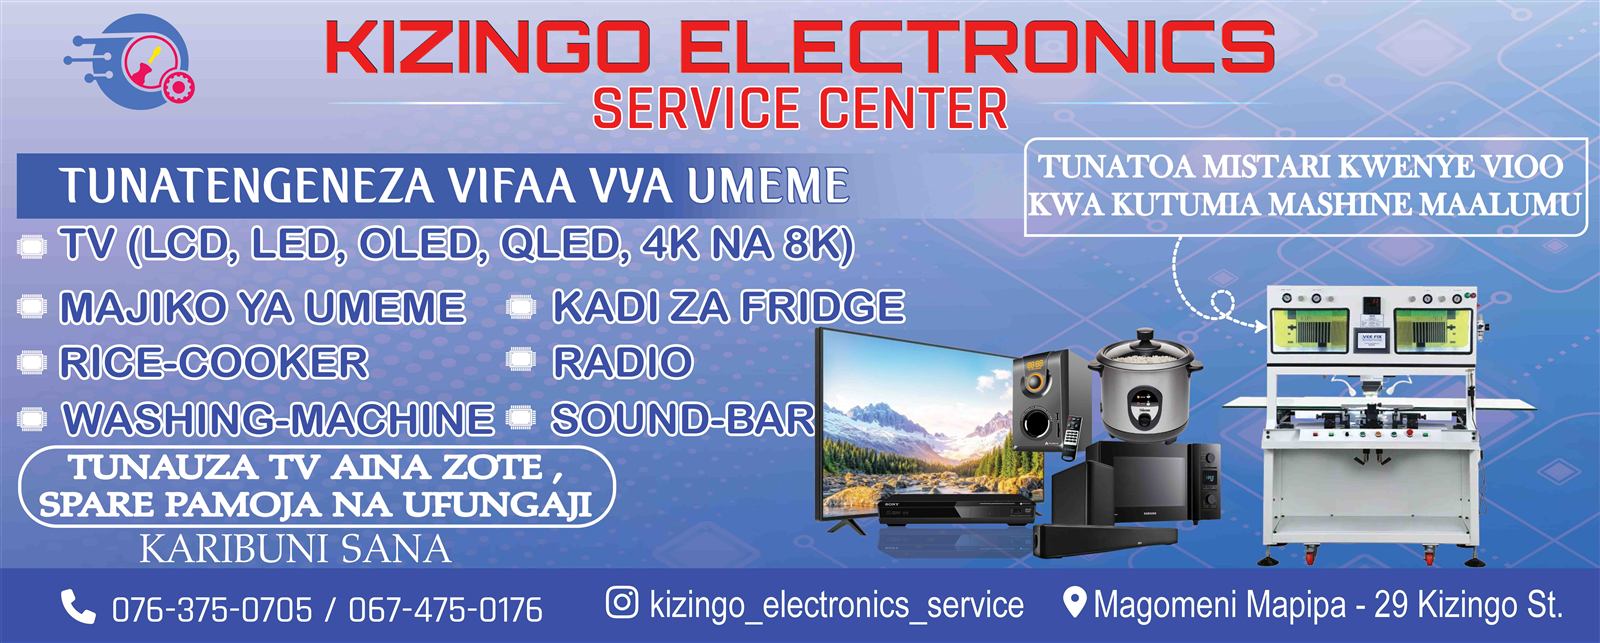 KIZINGO ELECTRONICS
SERVICE CENTER
TUNATENGENEZA VIFAA VYA UMEME
TV (LCD, LED, OLED, QLED, 4K NA 8K)
MAJIKO YA UMEME
KADI ZA FRIDGE
RICE-COOKER
RADIO
WASHING-MACHINE
SOUND-BAR
TUNAUZA TV AINA ZOTE ,
SPARE PAMOJA NA UFUNGAJI
KARIBUNI SANA
TUNATOA MISTARI KWENYE VIOO
KWA KUTUMIA MASHINE MAALUMU
SONY
SAMSUNG
076-375-0705 / 067-475-0176
kizingo_electronics_service
Magomeni Mapipa - 29 Kizingo St.